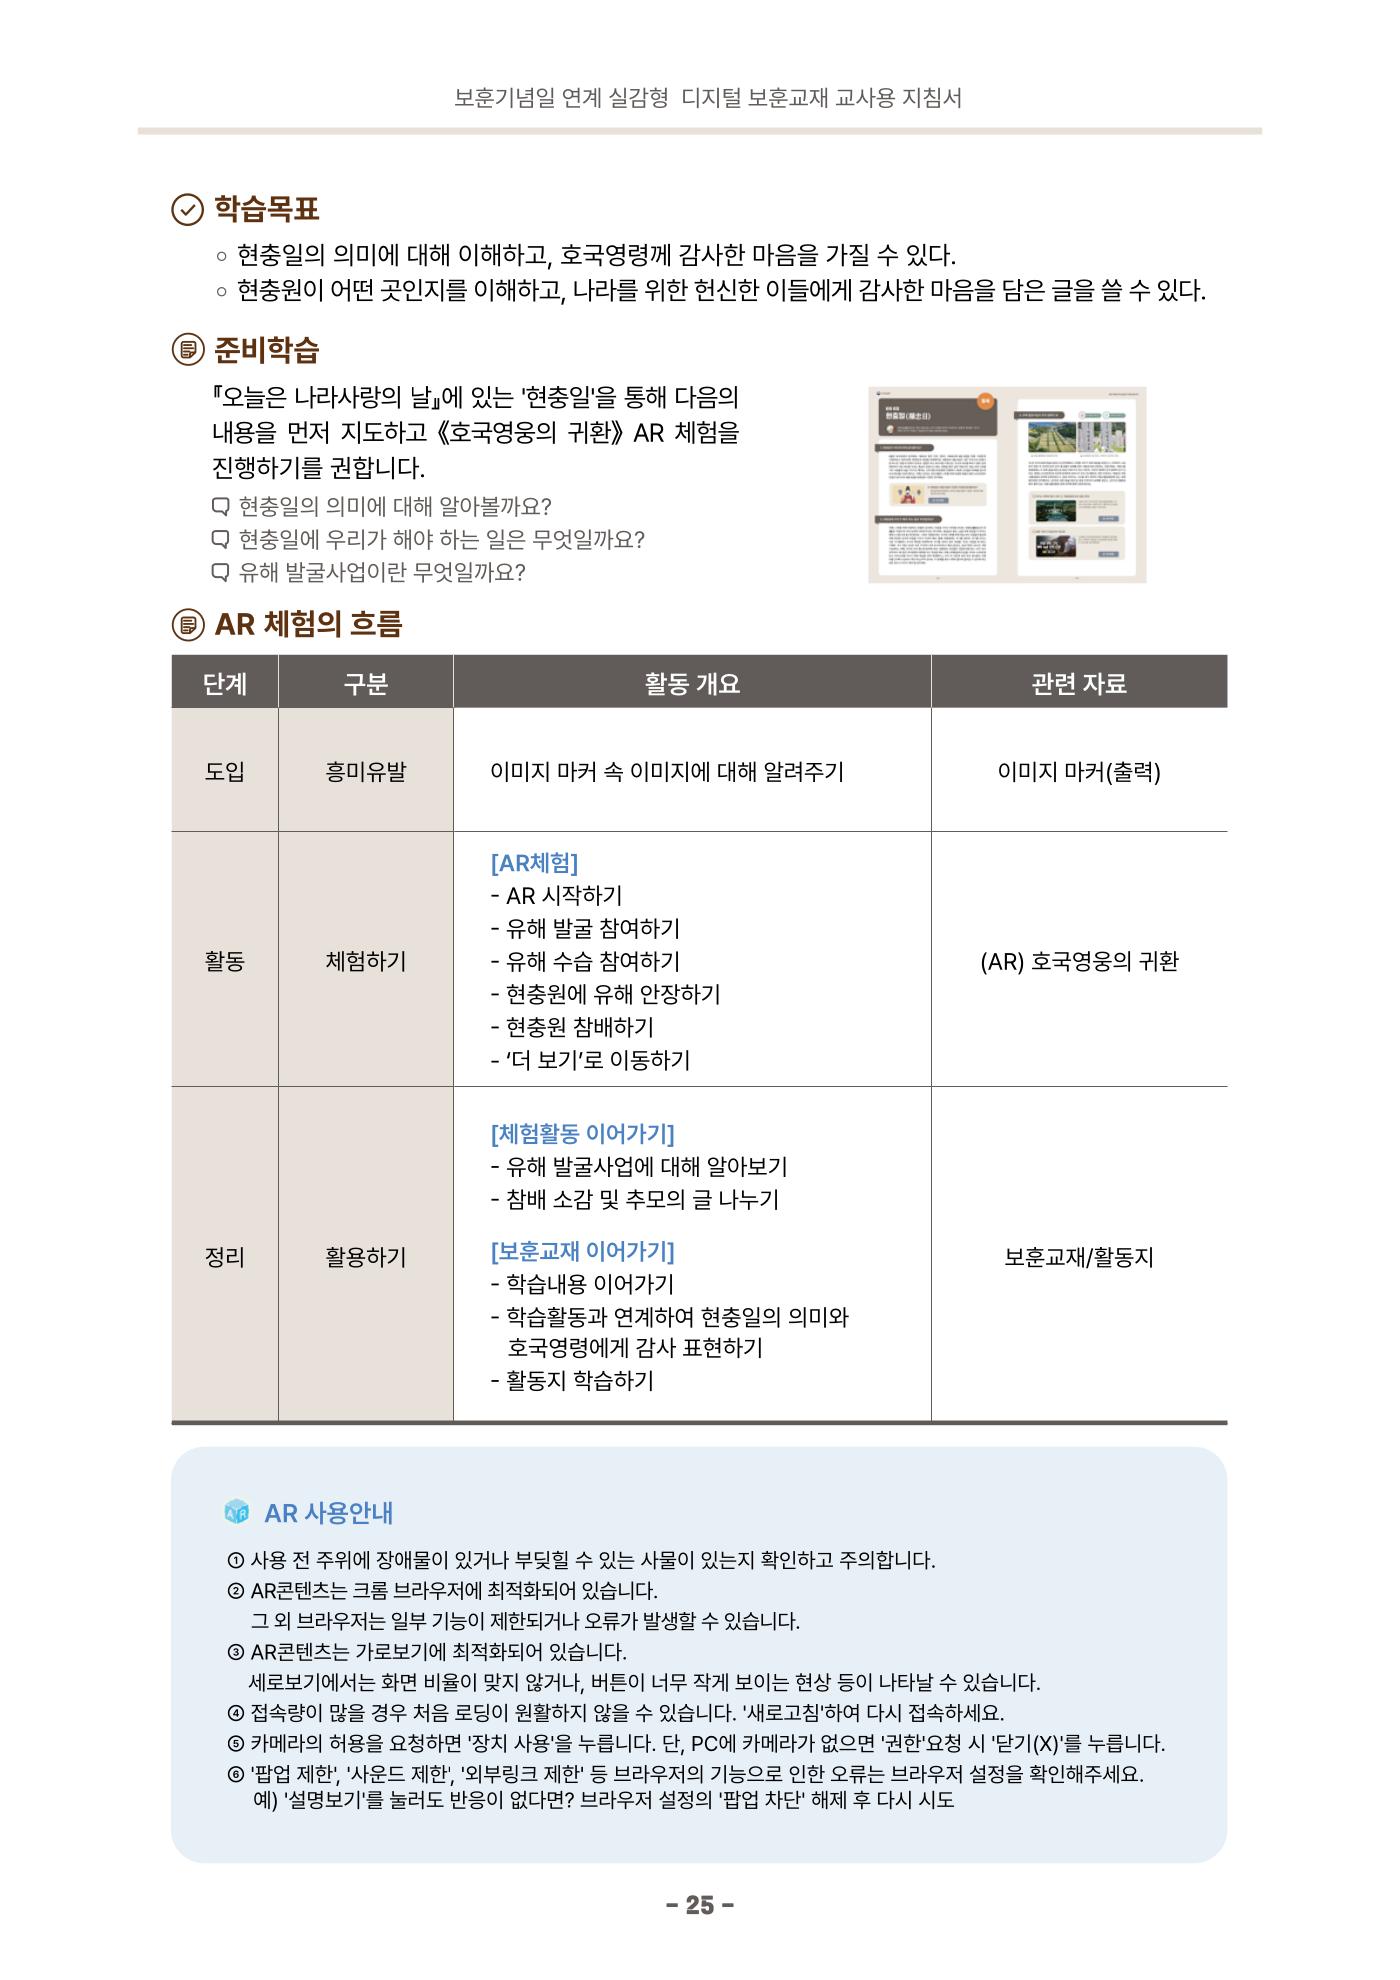 보훈기념일 연계 실감형 디지털 보훈교재 교사용 지침서
학습목표
◦ 현충일의 의미에 대해 이해하고, 호국영령께 감사한 마음을 가질 수 있다.
◦ 현충원이 어떤 곳인지를 이해하고, 나라를 위한 헌신한 이들에게 감사한 마음을 담은 글을 쓸 수 있다.
준비학습
『오늘은 나라사랑의 날』에 있는 '현충일'을 통해 다음의
내용을 먼저 지도하고 《호국영웅의 귀환》 AR 체험을
진행하기를 권합니다.
현충일의 의미에 대해 알아볼까요?
현충일에 우리가 해야 하는 일은 무엇일까요?
유해 발굴사업이란 무엇일까요?
현충일(顯忠日)
AR 체험의 흐름
단계 구분 활동 개요 관련 자료
도입 흥미유발 이미지 마커 속 이미지에 대해 알려주기 이미지 마커(출력)
활동 체험하기
[AR체험]
- AR 시작하기
- 유해 발굴 참여하기
- 유해 수습 참여하기
- 현충원에 유해 안장하기
- 현충원 참배하기
- ‘더 보기’로 이동하기
(AR) 호국영웅의 귀환
정리 활용하기
[체험활동 이어가기]
- 유해 발굴사업에 대해 알아보기
- 참배 소감 및 추모의 글 나누기
[보훈교재 이어가기]
- 학습내용 이어가기
- 학습활동과 연계하여 현충일의 의미와
호국영령에게 감사 표현하기
- 활동지 학습하기
보훈교재/활동지
AR 사용안내
① 사용 전 주위에 장애물이 있거나 부딪힐 수 있는 사물이 있는지 확인하고 주의합니다.
② AR콘텐츠는 크롬 브라우저에 최적화되어 있습니다.
그 외 브라우저는 일부 기능이 제한되거나 오류가 발생할 수 있습니다.
③ AR콘텐츠는 가로보기에 최적화되어 있습니다.
세로보기에서는 화면 비율이 맞지 않거나, 버튼이 너무 작게 보이는 현상 등이 나타날 수 있습니다.
④ 접속량이 많을 경우 처음 로딩이 원활하지 않을 수 있습니다. '새로고침'하여 다시 접속하세요.
⑤ 카메라의 허용을 요청하면 '장치 사용'을 누릅니다. 단, PC에 카메라가 없으면 '권한'요청 시 '닫기(X)'를 누릅니다.
⑥ '팝업 제한', '사운드 제한', '외부링크 제한' 등 브라우저의 기능으로 인한 오류는 브라우저 설정을 확인해주세요.
예) '설명보기'를 눌러도 반응이 없다면? 브라우저 설정의 '팝업 차단' 해제 후 다시 시도
- 25 -